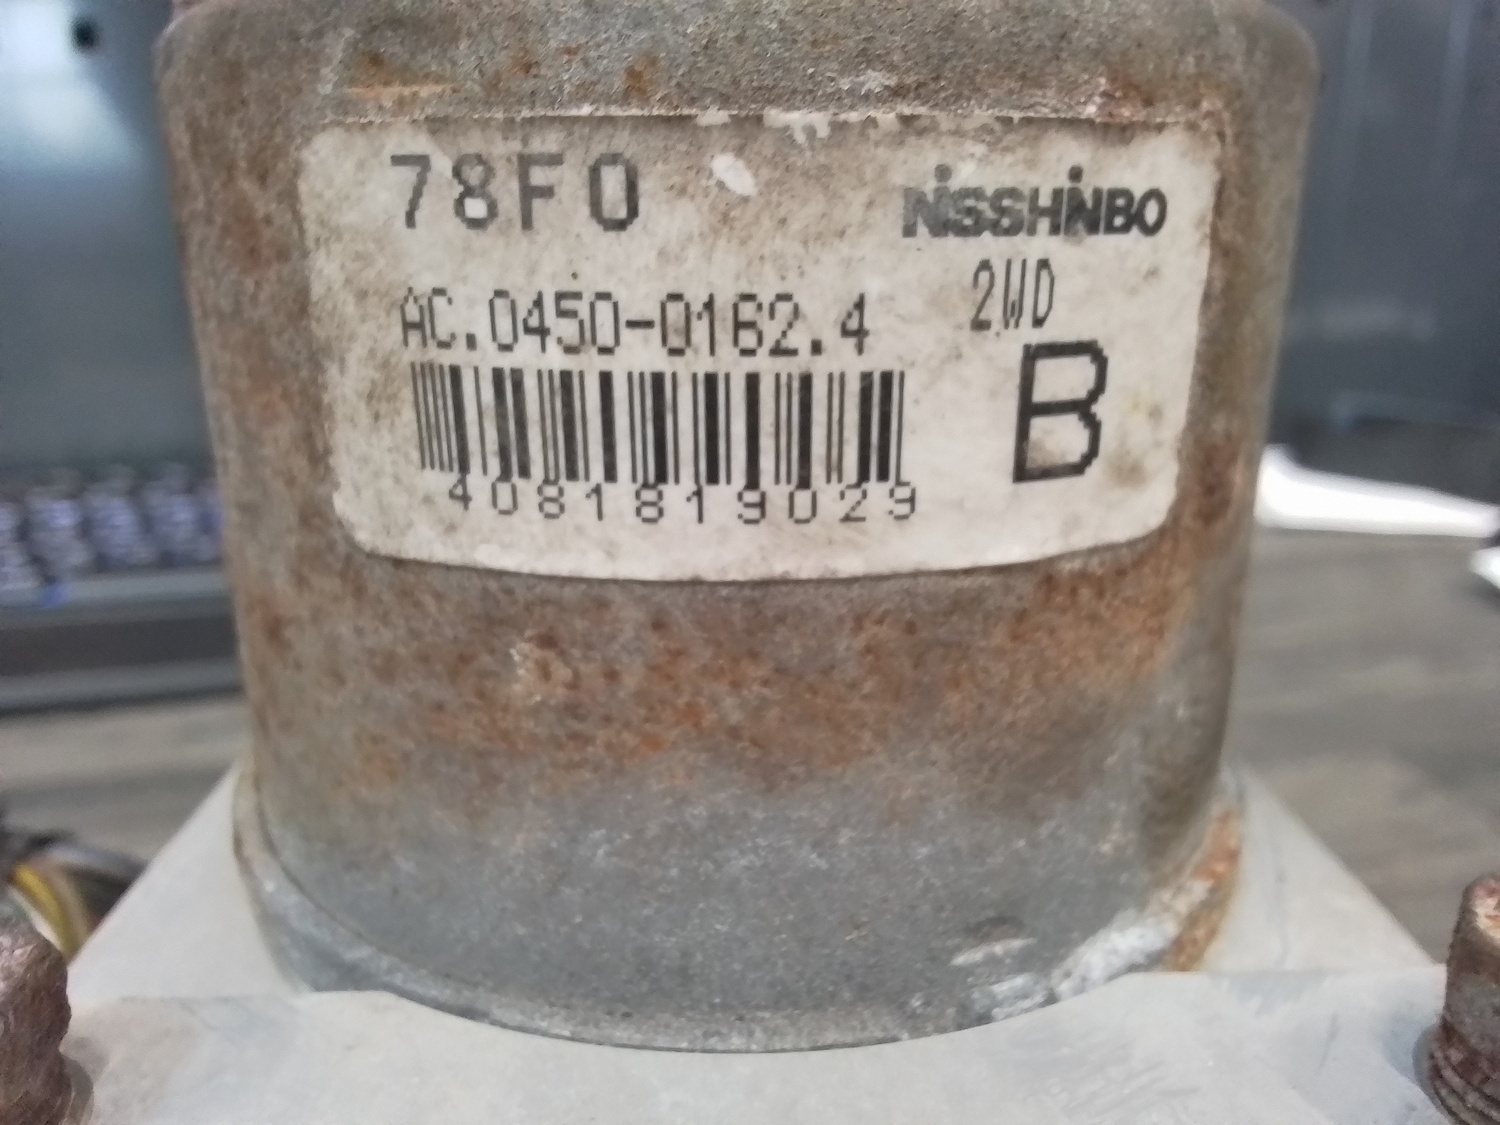 78F0
NISSHINBO
2WD
AC.0450-0162.4
B
4081819029